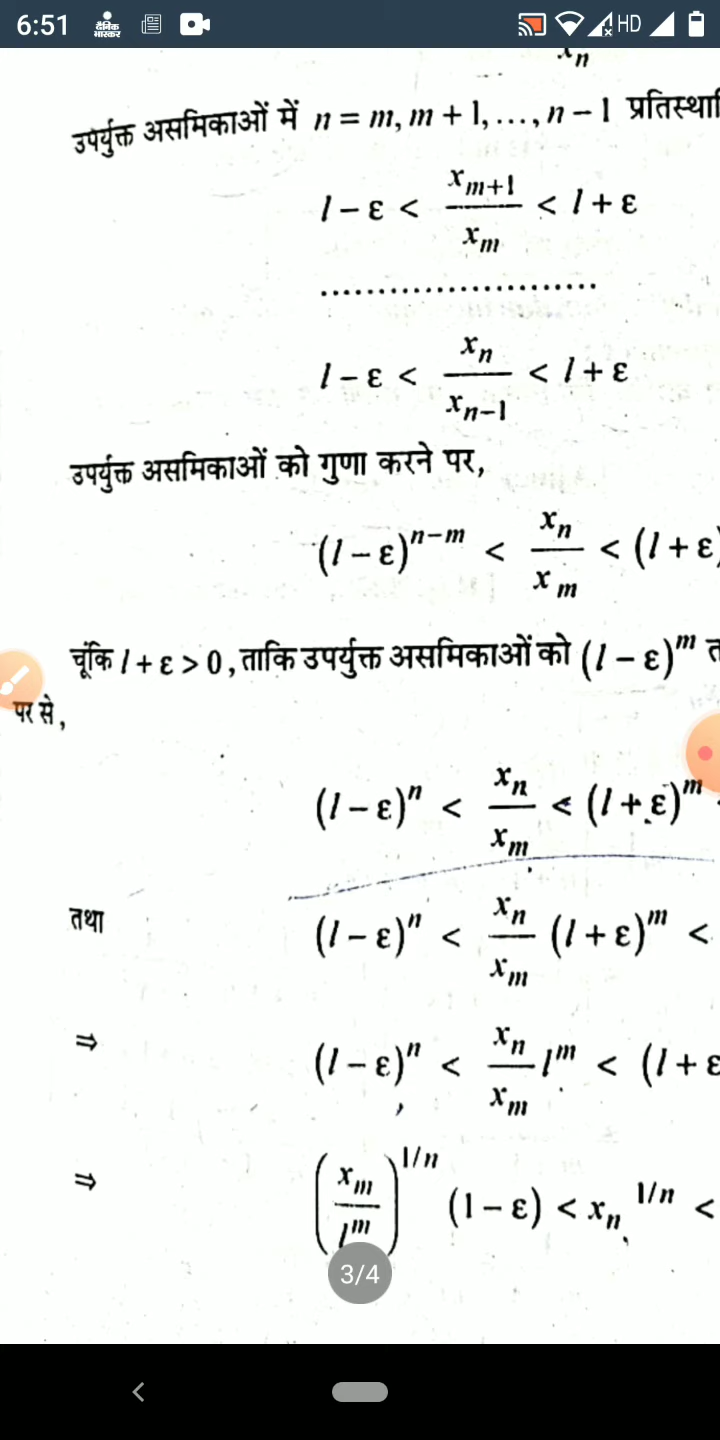 6:51 दैनिक भास्कर HD
x_n
उपर्युक्त असमिकाओं में n = m, m + 1, ..., n − 1 प्रतिस्था
l − ε < x_{m+1} / x_m < l + ε
........................
l − ε < x_n / x_{n−1} < l + ε
उपर्युक्त असमिकाओं को गुणा करने पर,
(l − ε)^{n−m} < x_n / x_m < (l + ε)
चूंकि l + ε > 0, ताकि उपर्युक्त असमिकाओं को (l − ε)^m त
पर से,
(l − ε)^n < x_n / x_m < (l + ε)^m
तथा (l − ε)^n < x_n / x_m (l + ε)^m <
⇒ (l − ε)^n < x_n / x_m l^m < (l + ε
⇒ (x_m / l^m)^{1/n} (1 − ε) < x_n^{1/n} <
3/4